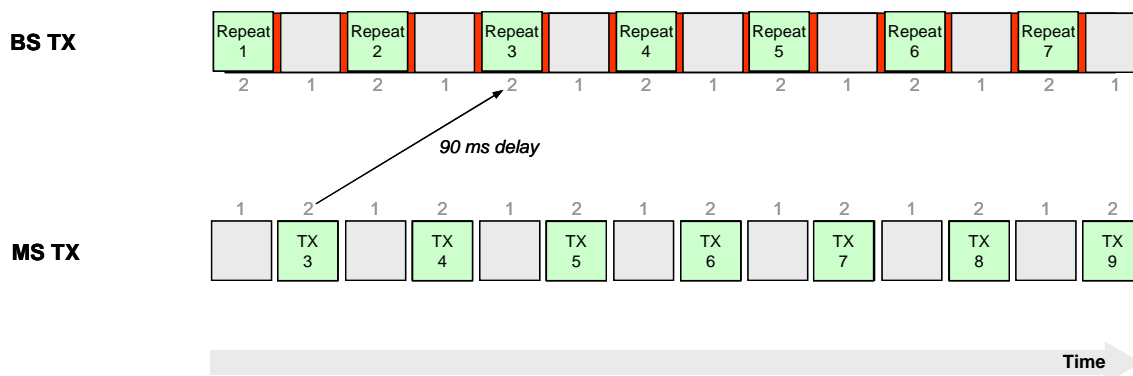 BS TX
Repeat 1
Repeat 2
Repeat 3
Repeat 4
Repeat 5
Repeat 6
Repeat 7
2 1 2 1 2 1 2 1 2 1 2 1 2 1
90 ms delay
1 2 1 2 1 2 1 2 1 2 1 2 1 2
MS TX
TX 3
TX 4
TX 5
TX 6
TX 7
TX 8
TX 9
Time